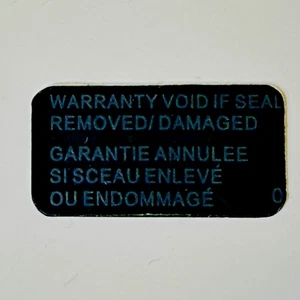 WARRANTY VOID IF SEAL
REMOVED/ DAMAGED
GARANTIE ANNULEE
SI SCEAU ENLEVÉ
OU ENDOMMAGÉ